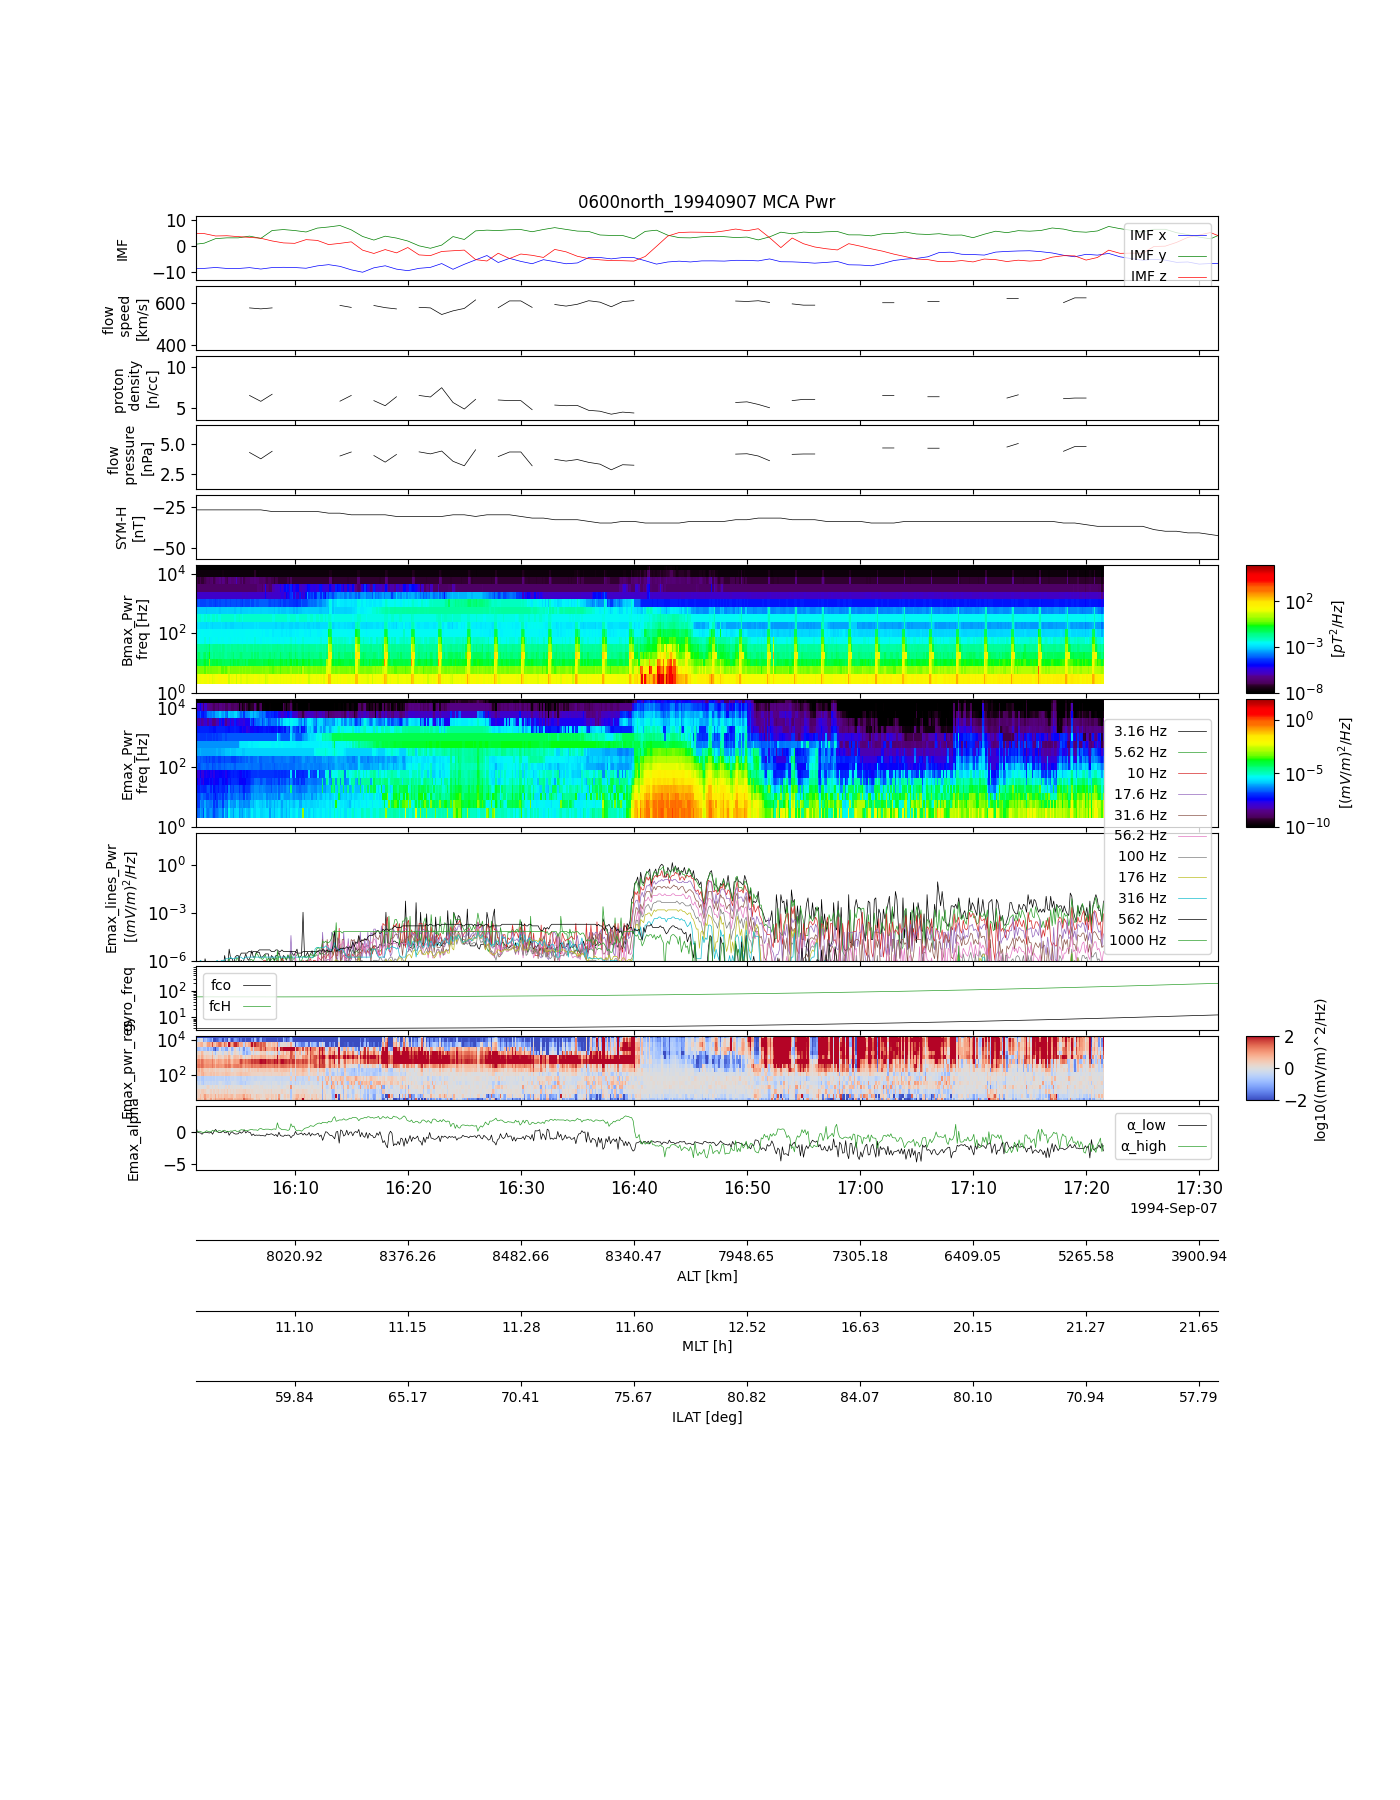 0600north_19940907 MCA Pwr
10
0
−10
IMF
IMF x
IMF y
IMF z
600
400
flow
speed
[km/s]
10
5
proton
density
[n/cc]
5.0
2.5
flow
pressure
[nPa]
−25
−50
SYM-H
[nT]
10^4
10^2
10^0
Bmax_Pwr
freq [Hz]
10^2
10^−3
10^−8
[pT^2/Hz]
10^4
10^2
10^0
Emax_Pwr
freq [Hz]
10^0
10^−5
10^−10
[(mV/m)^2/Hz]
3.16 Hz
5.62 Hz
10 Hz
17.6 Hz
31.6 Hz
56.2 Hz
100 Hz
176 Hz
316 Hz
562 Hz
1000 Hz
10^0
10^−3
10^−6
Emax_lines_Pwr
[(mV/m)^2/Hz]
10^2
10^1
gyro_freq
fco
fcH
10^4
10^2
Emax_pwr_res
2
0
−2
log10((mV/m)^2/Hz)
0
−5
Emax_alpha
α_low
α_high
16:10 16:20 16:30 16:40 16:50 17:00 17:10 17:20 17:30
1994-Sep-07
8020.92 8376.26 8482.66 8340.47 7948.65 7305.18 6409.05 5265.58 3900.94
ALT [km]
11.10 11.15 11.28 11.60 12.52 16.63 20.15 21.27 21.65
MLT [h]
59.84 65.17 70.41 75.67 80.82 84.07 80.10 70.94 57.79
ILAT [deg]